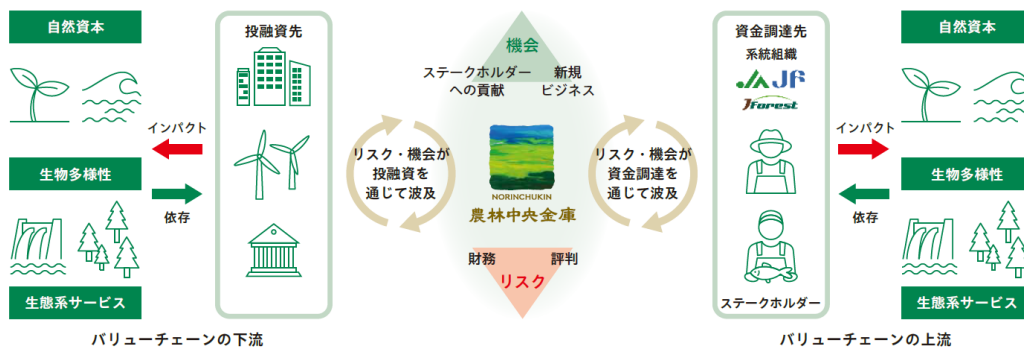 自然資本
インパクト
生物多様性
依存
生態系サービス
投融資先
バリューチェーンの下流
リスク・機会が
投融資を
通じて波及
機会
ステークホルダー
への貢献
新規
ビジネス
NORINCHUKIN
農林中央金庫
財務
評判
リスク
リスク・機会が
資金調達を
通じて波及
資金調達先
系統組織
JA
JF
JForest
ステークホルダー
インパクト
依存
自然資本
生物多様性
生態系サービス
バリューチェーンの上流